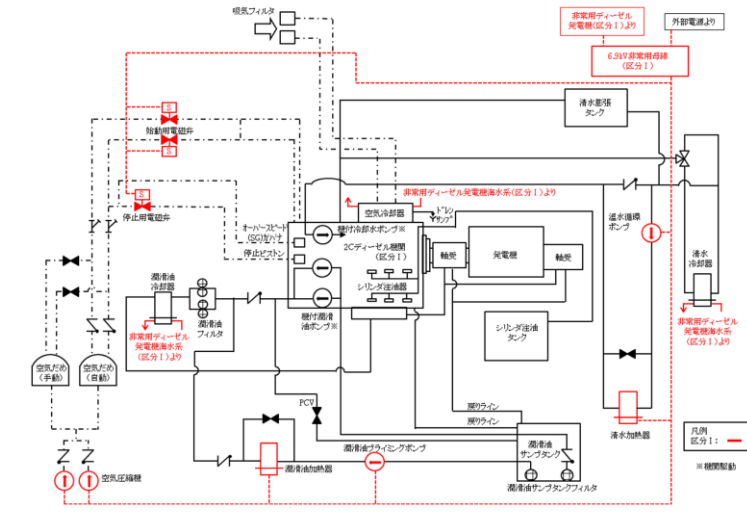 吸気フィルタ
非常用ディーゼル
発電機(区分Ⅰ)
外部電源より
6.9kV非常用母線
(区分Ⅰ)
清水膨張
タンク
S
始動用電磁弁
S
S
停止用電磁弁
非常用ディーゼル発電機海水系(区分Ⅰ)より
空気冷却器
ドレン
サンプ
オーバースピード
(SG)ガバナ
停止ピストン
機付冷却水ポンプ※
2Cディーゼル機関
(区分Ⅰ)
シリンダ注油器
軸受
発電機
軸受
温水循環
ポンプ
清水
冷却器
非常用ディーゼル
発電機海水系
(区分Ⅰ)より
潤滑油
冷却器
潤滑油
フィルタ
機付潤滑
油ポンプ※
非常用ディーゼル
発電機海水系
(区分Ⅰ)より
シリンダ注油
タンク
空気だめ
(手動)
空気だめ
(自動)
PCV
戻りライン
戻りライン
清水加熱器
凡例
区分Ⅰ:
※機関駆動
潤滑油プライミングポンプ
潤滑油
サンプタンク
潤滑油加熱器
空気圧縮機
潤滑油サンプタンクフィルタ